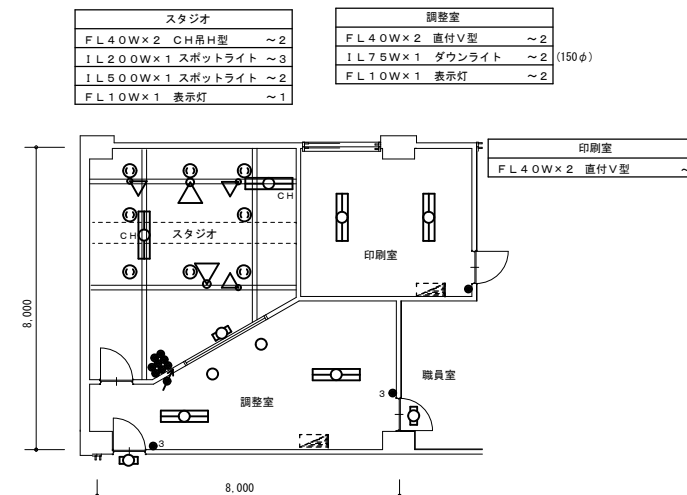 スタジオ
FL40W×2 CH吊H型 ～2
IL200W×1 スポットライト ～3
IL500W×1 スポットライト ～2
FL10W×1 表示灯 ～1
調整室
FL40W×2 直付V型 ～2
IL75W×1 ダウンライト ～2 (150φ)
FL10W×1 表示灯 ～2
印刷室
FL40W×2 直付V型 ～
CH
CH
スタジオ
印刷室
8,000
職員室
調整室
3
3
8,000